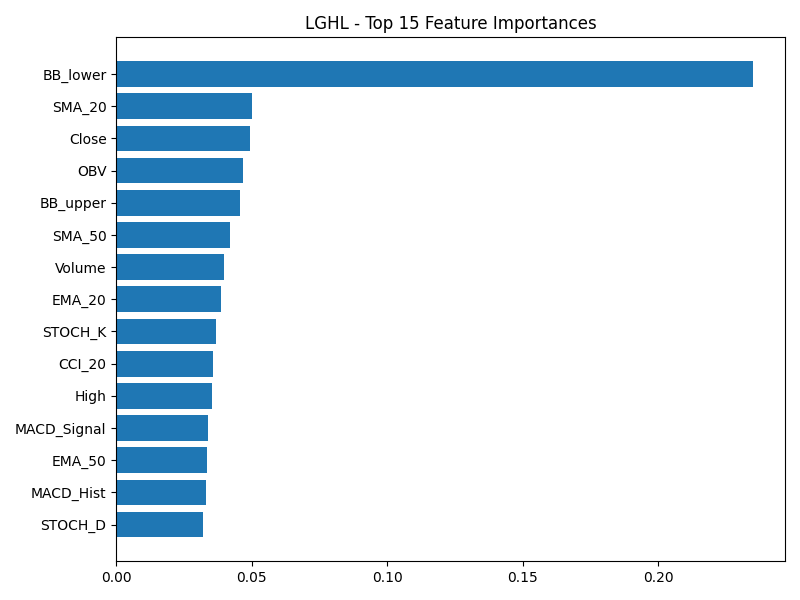 LGHL - Top 15 Feature Importances
BB_lower
SMA_20
Close
OBV
BB_upper
SMA_50
Volume
EMA_20
STOCH_K
CCI_20
High
MACD_Signal
EMA_50
MACD_Hist
STOCH_D
0.00 0.05 0.10 0.15 0.20